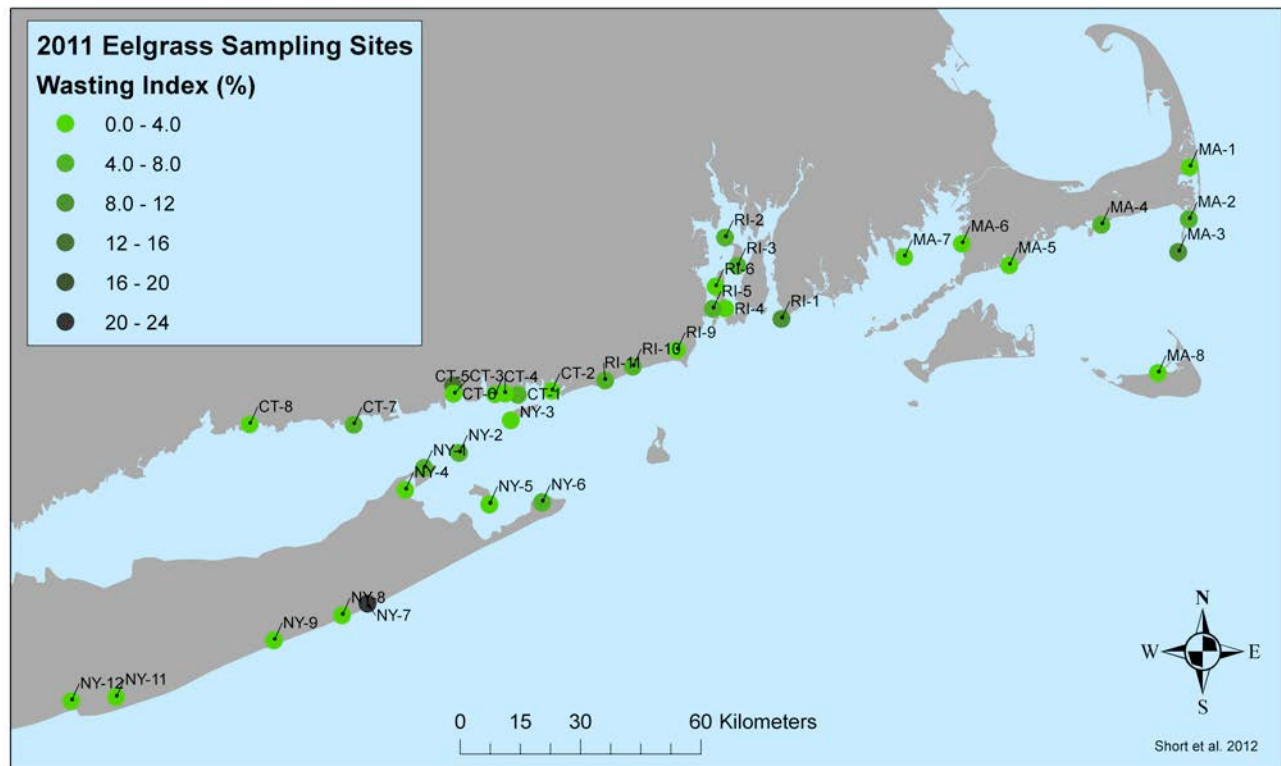 2011 Eelgrass Sampling Sites
Wasting Index (%)
0.0 - 4.0
4.0 - 8.0
8.0 - 12
12 - 16
16 - 20
20 - 24
MA-1
MA-2
MA-3
MA-4
MA-5
MA-6
MA-7
MA-8
RI-2
RI-3
RI-6
RI-5
RI-4
RI-1
RI-9
RI-10
RI-11
CT-2
CT-5
CT-3
CT-4
CT-6
CT-1
CT-7
CT-8
NY-3
NY-2
NY-1
NY-4
NY-5
NY-6
NY-8
NY-7
NY-9
NY-11
NY-12
N
W
E
S
0 15 30 60 Kilometers
Short et al. 2012